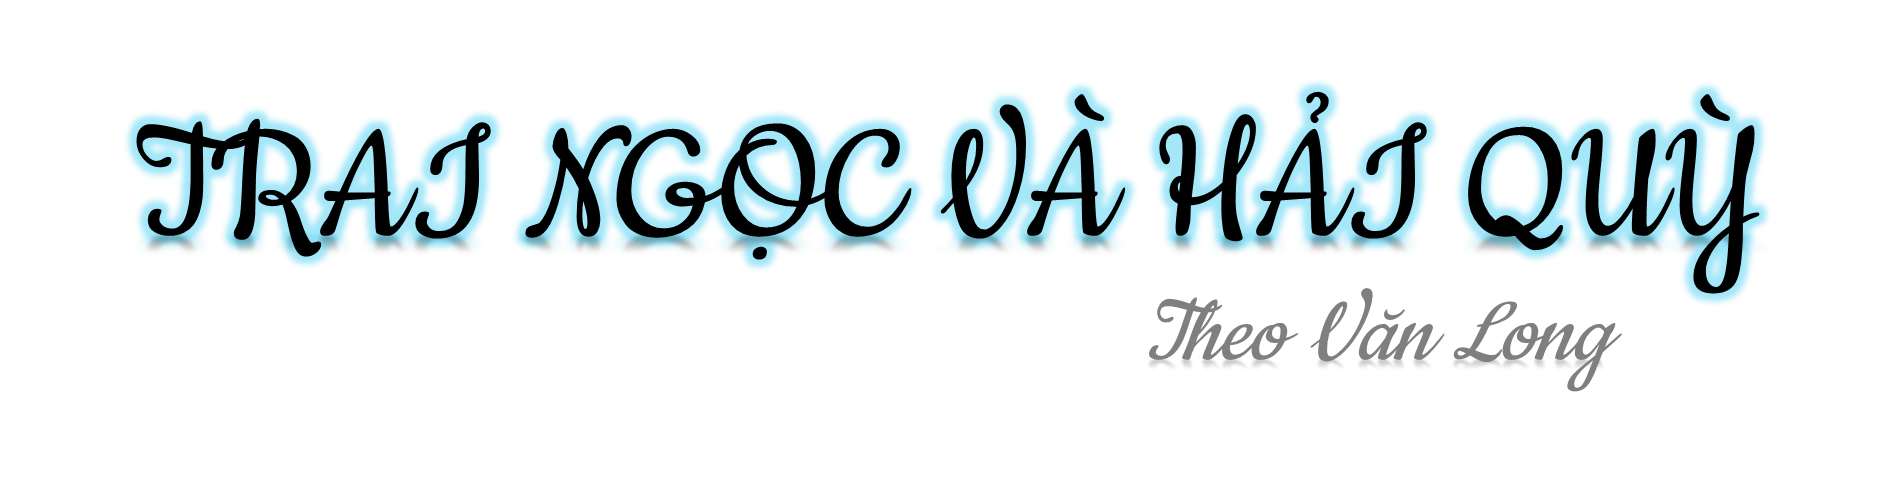 TRAI NGỌC VÀ HẢI QUỲ
Theo Văn Long